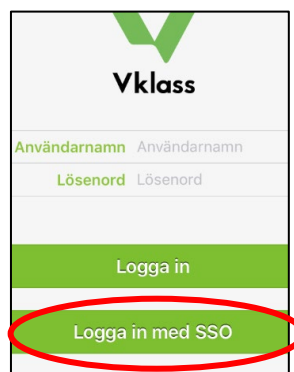 Vklass
Användarnamn Användarnamn
Lösenord Lösenord
Logga in
Logga in med SSO